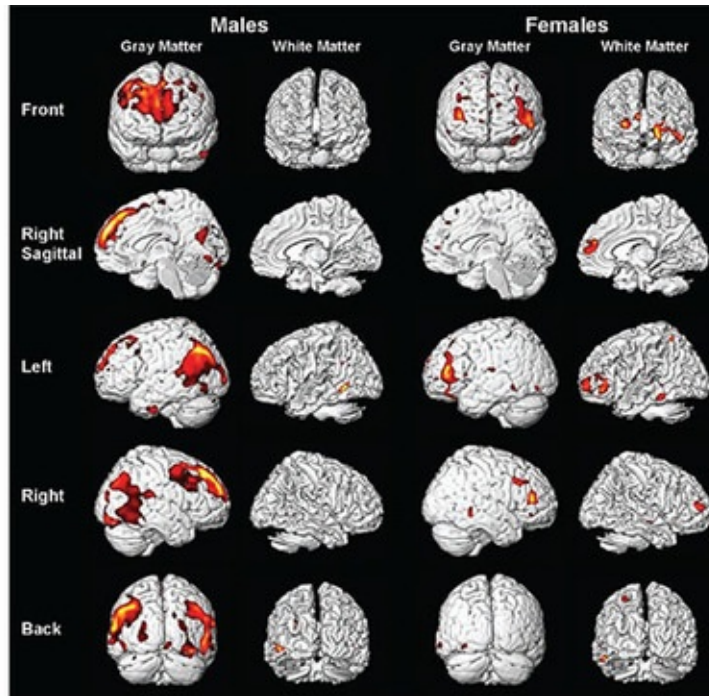 Males Females
Gray Matter White Matter Gray Matter White Matter
Front
Right
Sagittal
Left
Right
Back